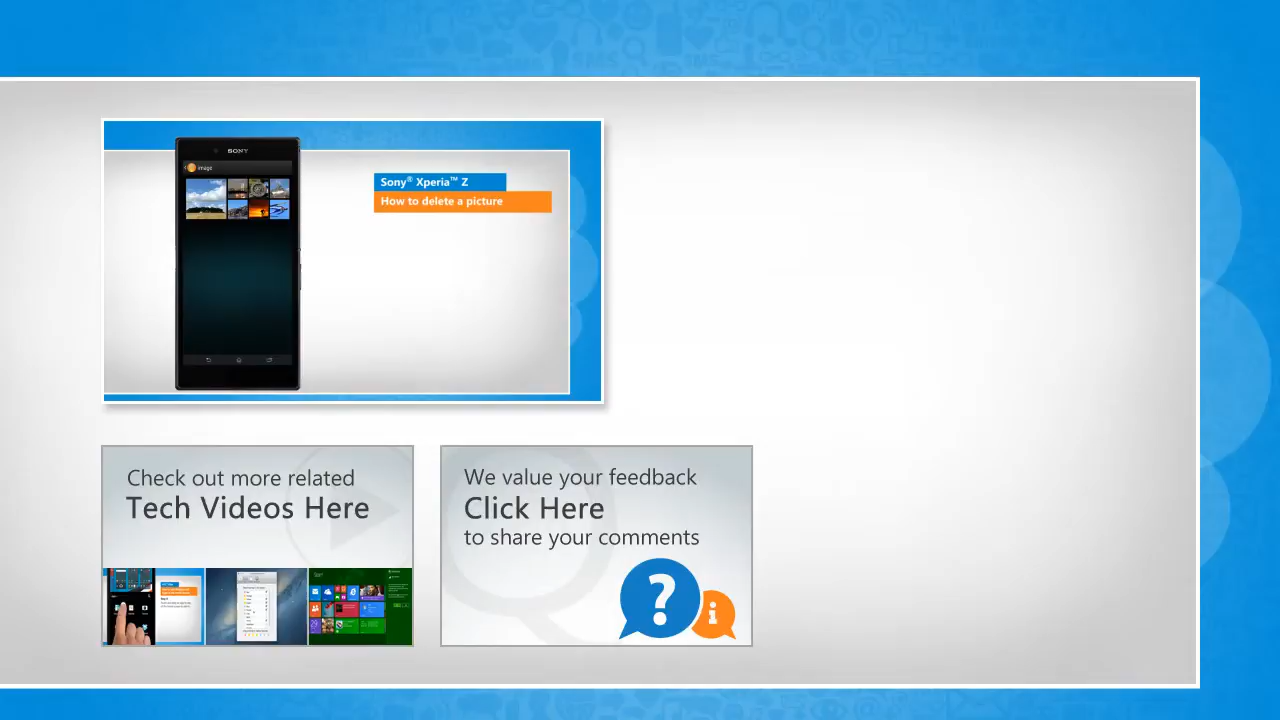 SONY
image
Sony® Xperia™ Z
How to delete a picture
Check out more related
Tech Videos Here
We value your feedback
Click Here
to share your comments
?
i